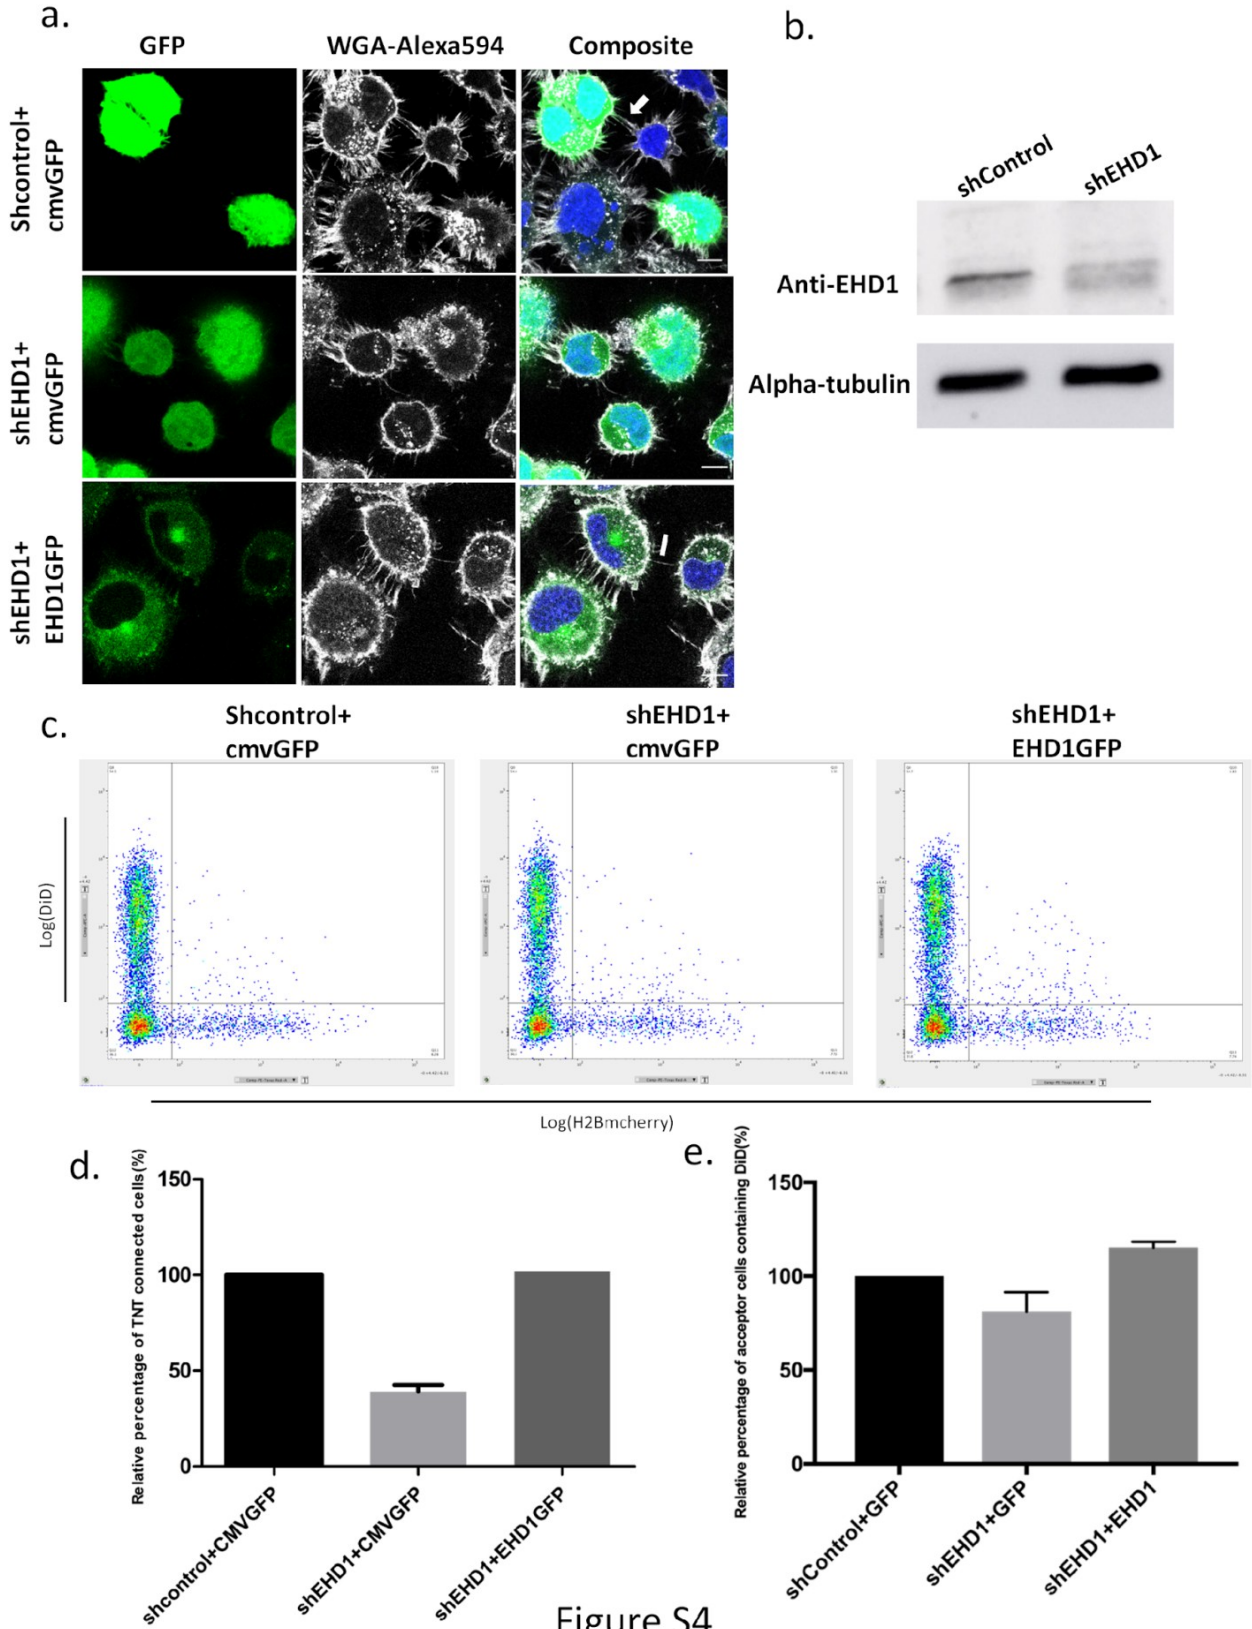 a.
GFP
WGA-Alexa594
Composite
Shcontrol+
cmvGFP
shEHD1+
cmvGFP
shEHD1+
EHD1GFP
b.
shControl
shEHD1
Anti-EHD1
Alpha-tubulin
c.
Shcontrol+
cmvGFP
shEHD1+
cmvGFP
shEHD1+
EHD1GFP
Log(DiD)
Log(H2Bmcherry)
d.
Relative percentage of TNT connected cells(%)
150
100
50
0
shcontrol+CMVGFP
shEHD1+CMVGFP
shEHD1+EHD1GFP
e.
Relative percentage of acceptor cells containing DiD(%)
150
100
50
0
shControl+GFP
shEHD1+GFP
shEHD1+EHD1
Figure S4